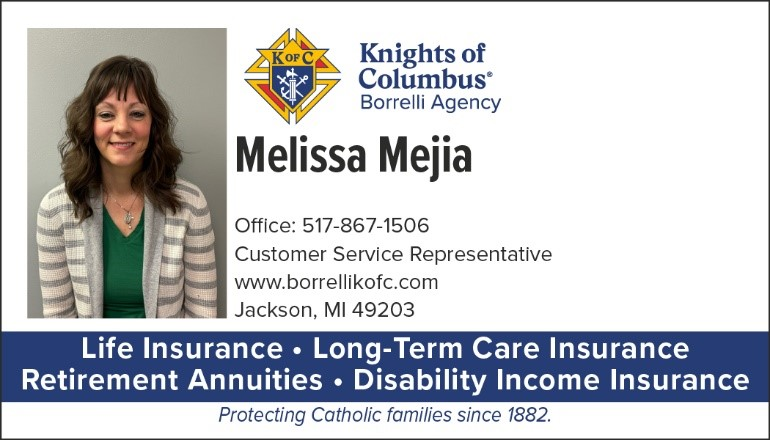 K OF C
Knights of
Columbus®
Borrelli Agency
Melissa Mejia
Office: 517-867-1506
Customer Service Representative
www.borrellikofc.com
Jackson, MI 49203
Life Insurance • Long-Term Care Insurance
Retirement Annuities • Disability Income Insurance
Protecting Catholic families since 1882.